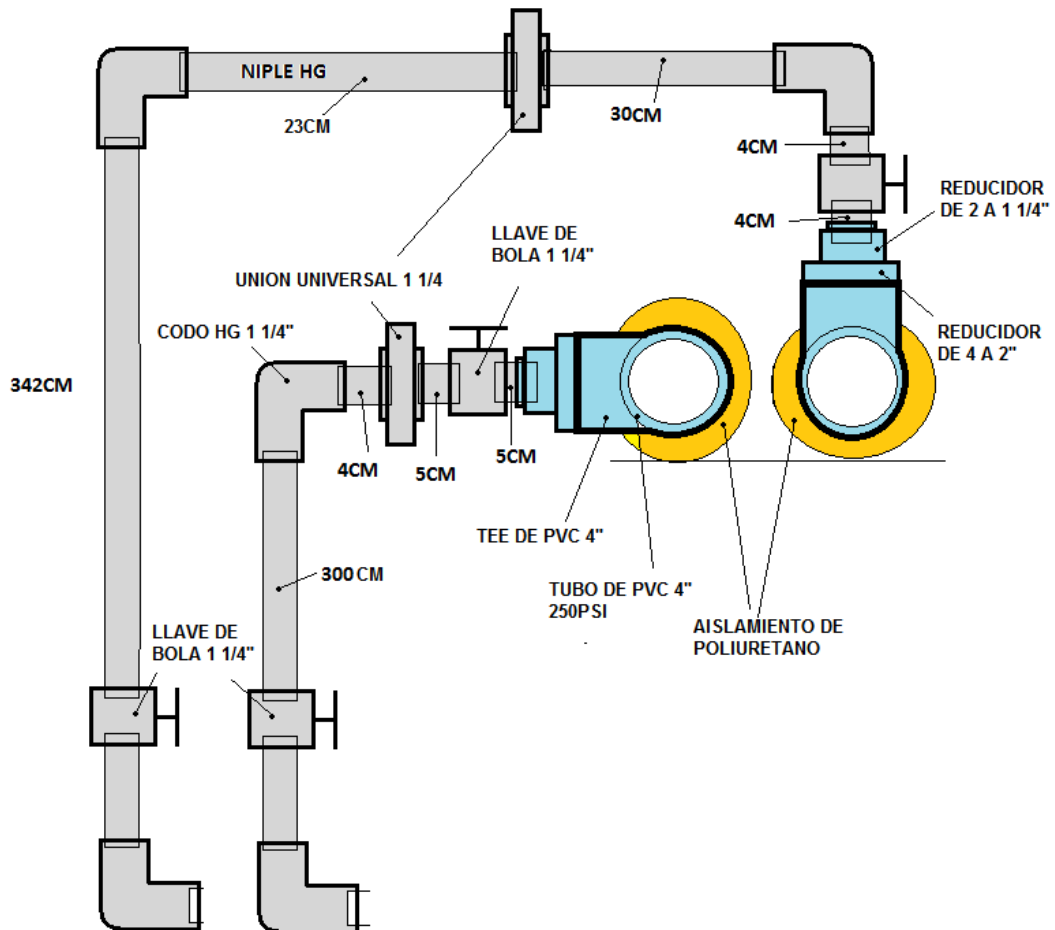 NIPLE HG
23CM
30CM
4CM
4CM
REDUCIDOR
DE 2 A 1 1/4"
LLAVE DE
BOLA 1 1/4"
UNION UNIVERSAL 1 1/4
CODO HG 1 1/4"
REDUCIDOR
DE 4 A 2"
342CM
4CM
5CM
5CM
TEE DE PVC 4"
300 CM
TUBO DE PVC 4"
250PSI
AISLAMIENTO DE
POLIURETANO
LLAVE DE
BOLA 1 1/4"